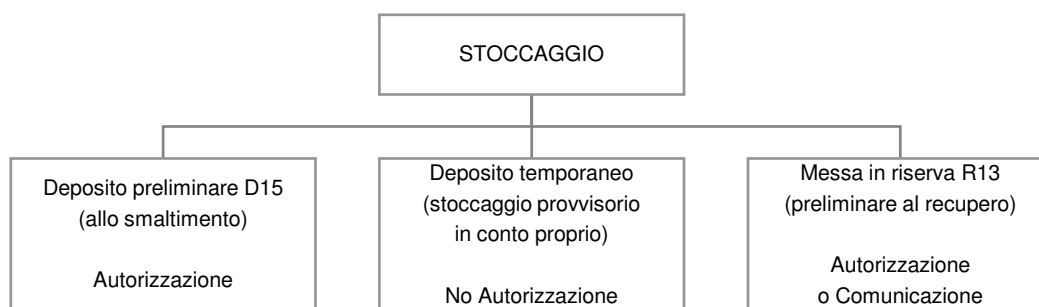 STOCCAGGIO
Deposito preliminare D15
(allo smaltimento)
Autorizzazione
Deposito temporaneo
(stoccaggio provvisorio
in conto proprio)
No Autorizzazione
Messa in riserva R13
(preliminare al recupero)
Autorizzazione
o Comunicazione